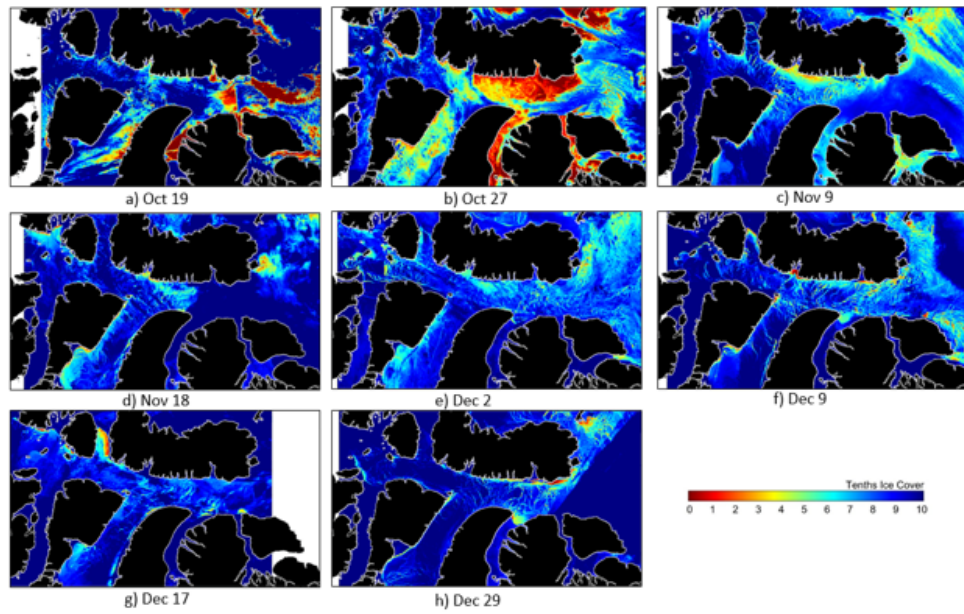 a) Oct 19
b) Oct 27
c) Nov 9
d) Nov 18
e) Dec 2
f) Dec 9
g) Dec 17
h) Dec 29
Tenths Ice Cover
0 1 2 3 4 5 6 7 8 9 10